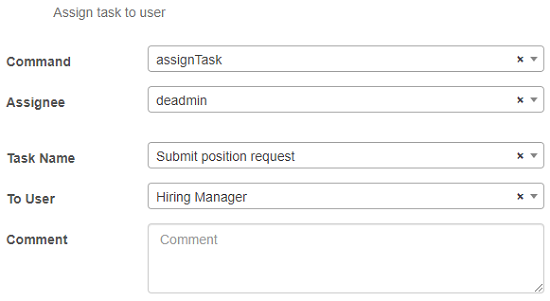 Assign task to user
Command assignTask × 
Assignee deadmin ×
Task Name Submit position request ×
To User Hiring Manager ×
Comment Comment